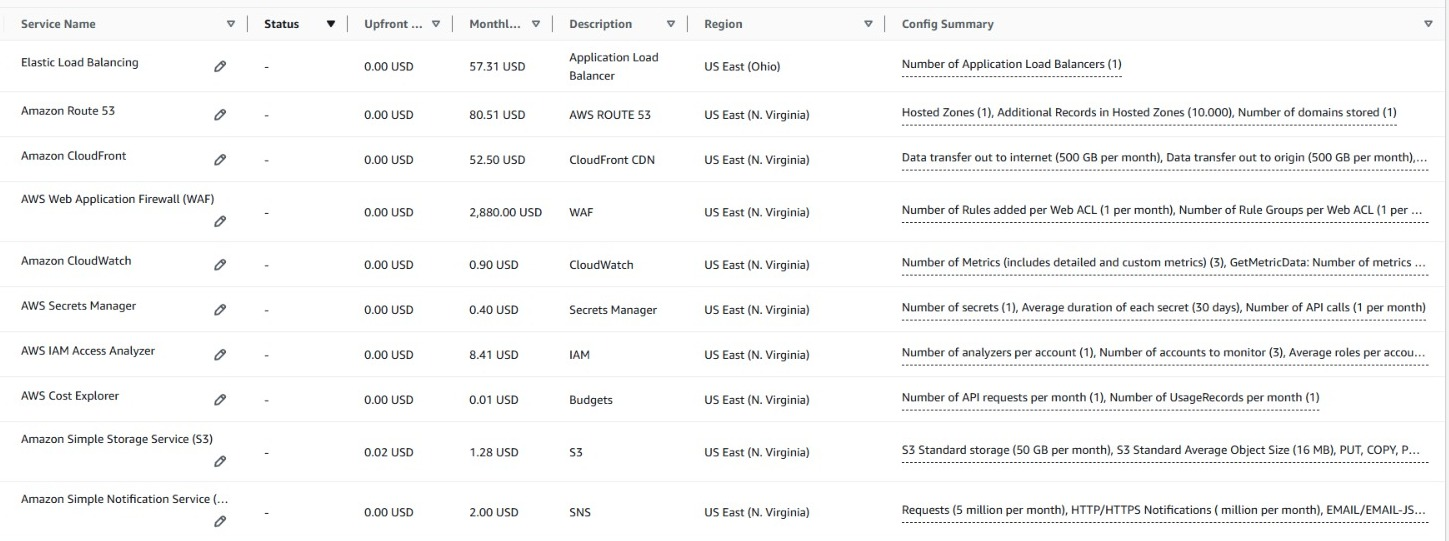 Service Name Status Upfront ... Monthl... Description Region Config Summary
Elastic Load Balancing - 0.00 USD 57.31 USD Application Load Balancer US East (Ohio) Number of Application Load Balancers (1)
Amazon Route 53 - 0.00 USD 80.51 USD AWS ROUTE 53 US East (N. Virginia) Hosted Zones (1), Additional Records in Hosted Zones (10.000), Number of domains stored (1)
Amazon CloudFront - 0.00 USD 52.50 USD CloudFront CDN US East (N. Virginia) Data transfer out to internet (500 GB per month), Data transfer out to origin (500 GB per month),...
AWS Web Application Firewall (WAF) - 0.00 USD 2,880.00 USD WAF US East (N. Virginia) Number of Rules added per Web ACL (1 per month), Number of Rule Groups per Web ACL (1 per ...
Amazon CloudWatch - 0.00 USD 0.90 USD CloudWatch US East (N. Virginia) Number of Metrics (includes detailed and custom metrics) (3), GetMetricData: Number of metrics ...
AWS Secrets Manager - 0.00 USD 0.40 USD Secrets Manager US East (N. Virginia) Number of secrets (1), Average duration of each secret (30 days), Number of API calls (1 per month)
AWS IAM Access Analyzer - 0.00 USD 8.41 USD IAM US East (N. Virginia) Number of analyzers per account (1), Number of accounts to monitor (3), Average roles per accou...
AWS Cost Explorer - 0.00 USD 0.01 USD Budgets US East (N. Virginia) Number of API requests per month (1), Number of UsageRecords per month (1)
Amazon Simple Storage Service (S3) - 0.02 USD 1.28 USD S3 US East (N. Virginia) S3 Standard storage (50 GB per month), S3 Standard Average Object Size (16 MB), PUT, COPY, P...
Amazon Simple Notification Service (... - 0.00 USD 2.00 USD SNS US East (N. Virginia) Requests (5 million per month), HTTP/HTTPS Notifications ( million per month), EMAIL/EMAIL-JS...